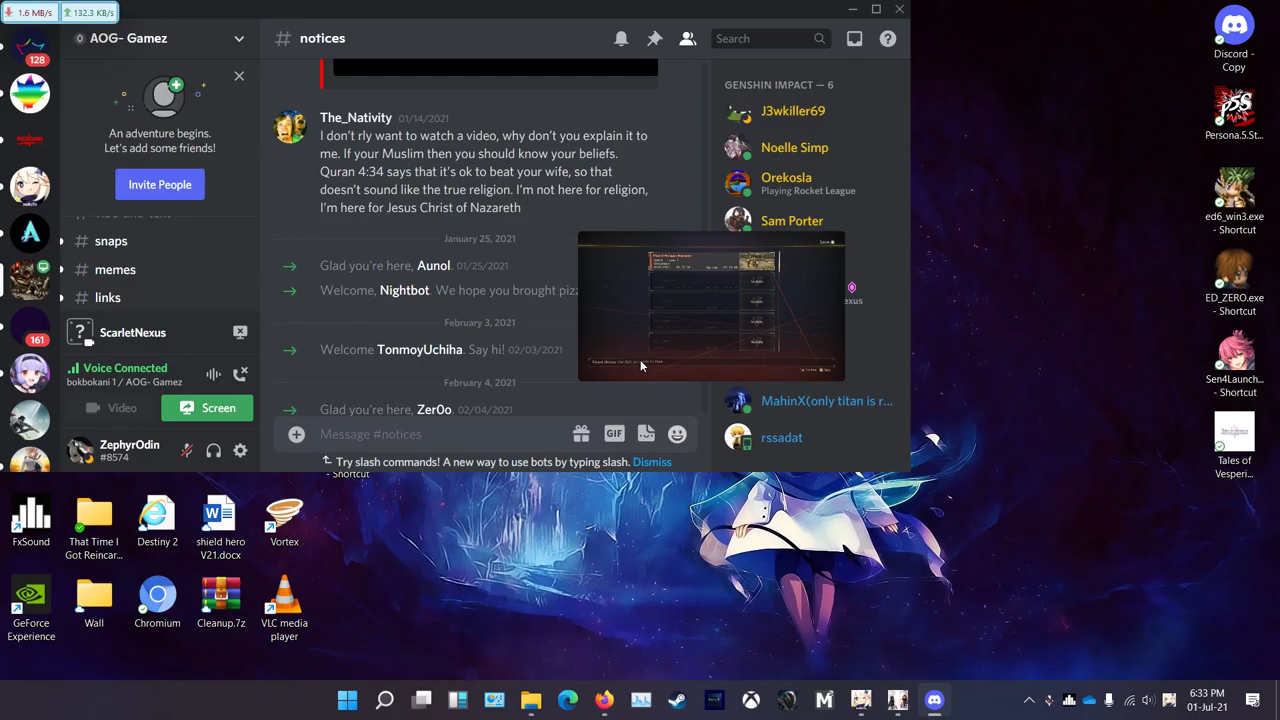 1.6 MB/s 132.3 KB/s
AOG- Gamez
notices
Search
128
An adventure begins.
Let's add some friends!
Invite People
snaps
memes
links
ScarletNexus
Voice Connected
bokbokani 1 / AOG- Gamez
Video
Screen
ZephyrOdin
#8574
161
The_Nativity 01/14/2021
I don't rly want to watch a video, why don't you explain it to
me. If your Muslim then you should know your beliefs.
Quran 4:34 says that it's ok to beat your wife, so that
doesn't sound like the true religion. I'm not here for religion,
I'm here for Jesus Christ of Nazareth
January 25, 2021
Glad you're here, Aunol. 01/25/2021
Welcome, Nightbot. We hope you brought pizz
February 3, 2021
Welcome TonmoyUchiha. Say hi! 02/03/2021
February 4, 2021
Glad you're here, Zer0o. 02/04/2021
Message #notices
GIF
Try slash commands! A new way to use bots by typing slash. Dismiss
GENSHIN IMPACT — 6
J3wkiller69
Noelle Simp
Orekosla
Playing Rocket League
Sam Porter
exus
MahinX(only titan is r...
rssadat
Discord -
Copy
Persona.5.St...
ed6_win3.exe
- Shortcut
ED_ZERO.exe
- Shortcut
Sen4Launch...
- Shortcut
Tales of
Vesperi...
- Shortcut
FxSound
That Time I
Got Reincar...
Destiny 2
shield hero
V21.docx
Vortex
GeForce
Experience
Wall
Chromium
Cleanup.7z
VLC media
player
6:33 PM
01-Jul-21